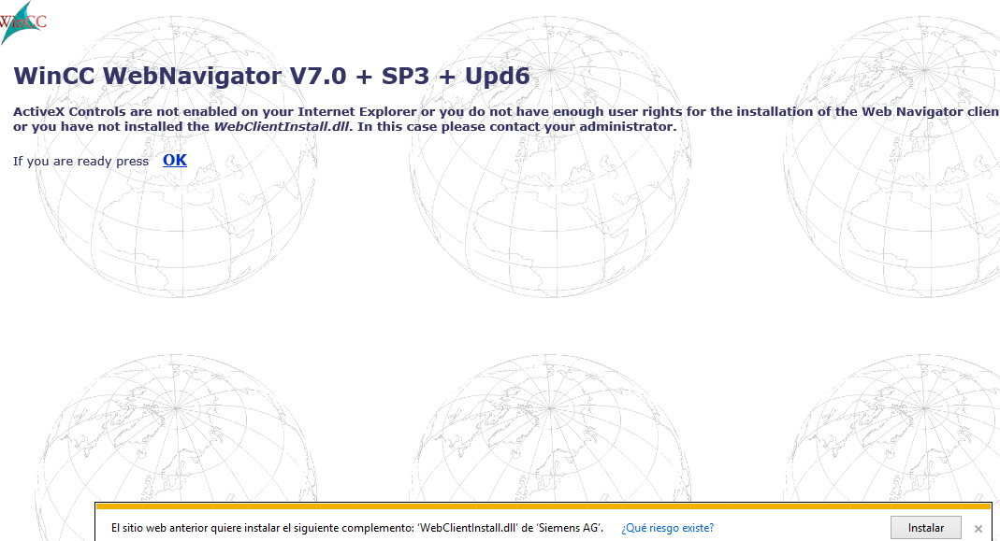 WinCC
WinCC WebNavigator V7.0 + SP3 + Upd6
ActiveX Controls are not enabled on your Internet Explorer or you do not have enough user rights for the installation of the Web Navigator clien
or you have not installed the WebClientInstall.dll. In this case please contact your administrator.
If you are ready press OK
El sitio web anterior quiere instalar el siguiente complemento: 'WebClientInstall.dll' de 'Siemens AG'. ¿Qué riesgo existe? Instalar ×